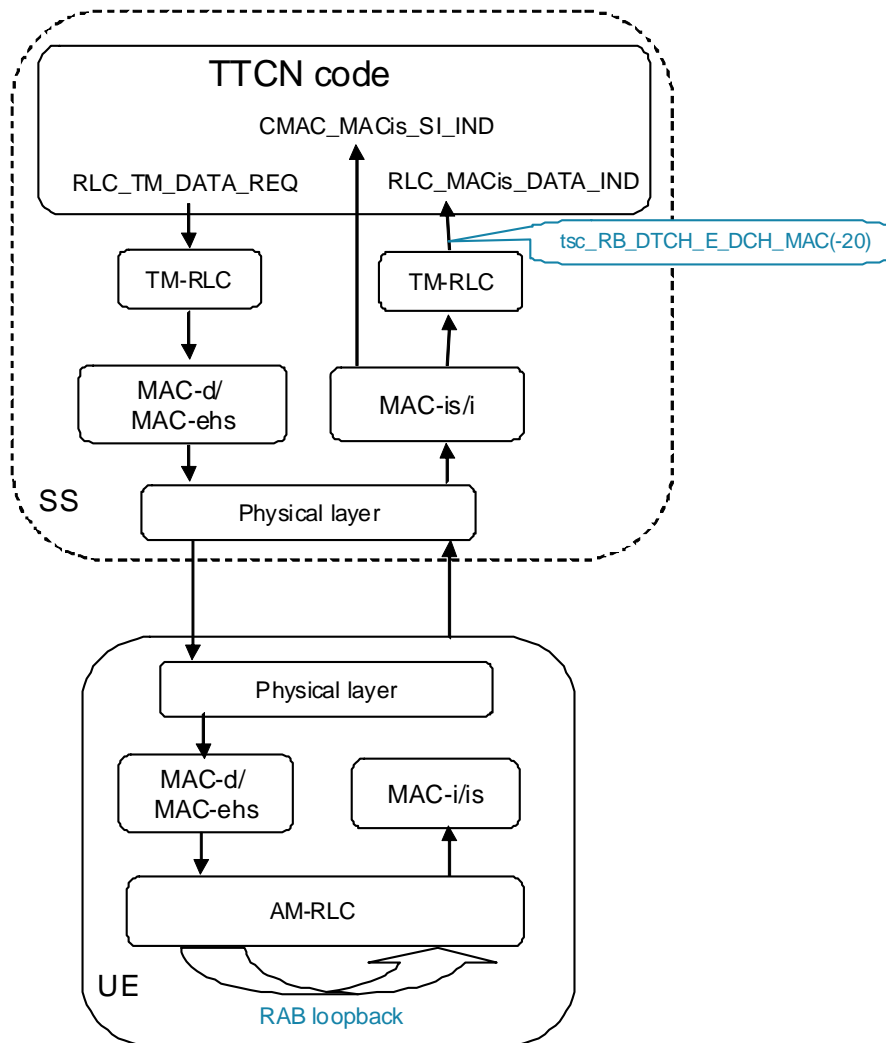 TTCN code
CMAC_MACis_SI_IND
RLC_TM_DATA_REQ
RLC_MACis_DATA_IND
tsc_RB_DTCH_E_DCH_MAC(-20)
TM-RLC
TM-RLC
MAC-d/
MAC-ehs
MAC-is/i
SS
Physical layer
Physical layer
MAC-d/
MAC-ehs
MAC-i/is
AM-RLC
UE
RAB loopback